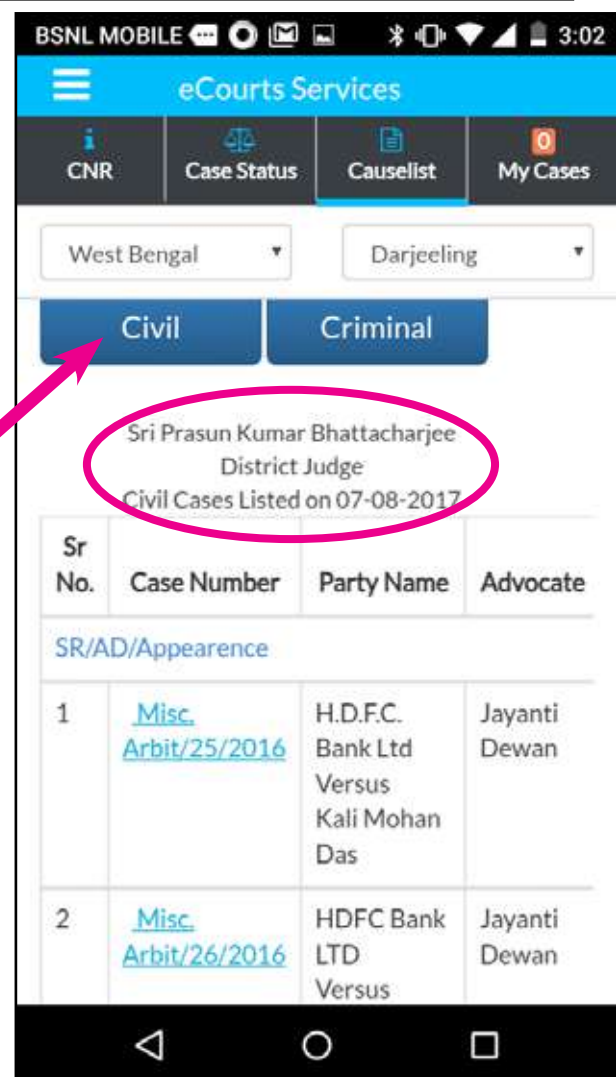 BSNL MOBILE 3:02
eCourts Services
CNR Case Status Causelist 0 My Cases
West Bengal Darjeeling
Civil Criminal
Sri Prasun Kumar Bhattacharjee
District Judge
Civil Cases Listed on 07-08-2017
Sr
No. Case Number Party Name Advocate
SR/AD/Appearence
1 Misc. H.D.F.C. Jayanti
Arbit/25/2016 Bank Ltd Dewan
Versus
Kali Mohan
Das
2 Misc. HDFC Bank Jayanti
Arbit/26/2016 LTD Dewan
Versus